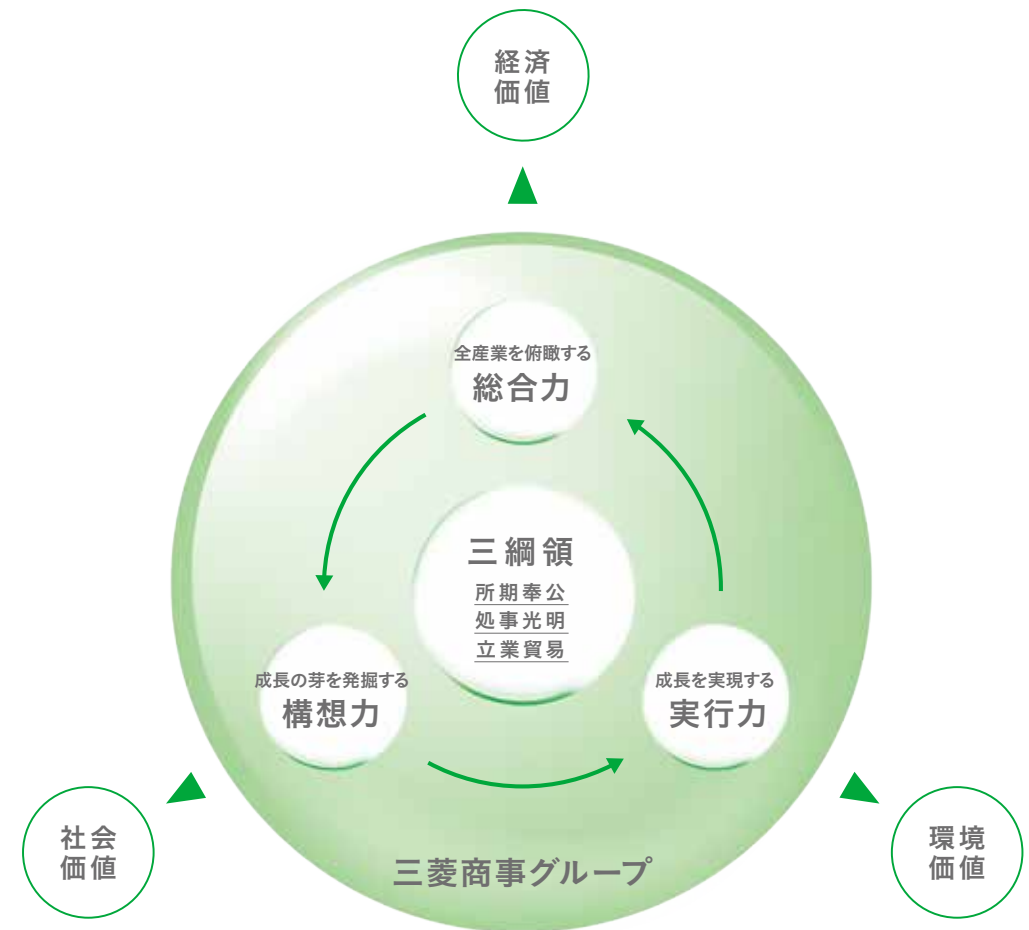 経済
価値
全産業を俯瞰する
総合力
三綱領
所期奉公
処事光明
立業貿易
成長の芽を発掘する
構想力
成長を実現する
実行力
社会
価値
環境
価値
三菱商事グループ